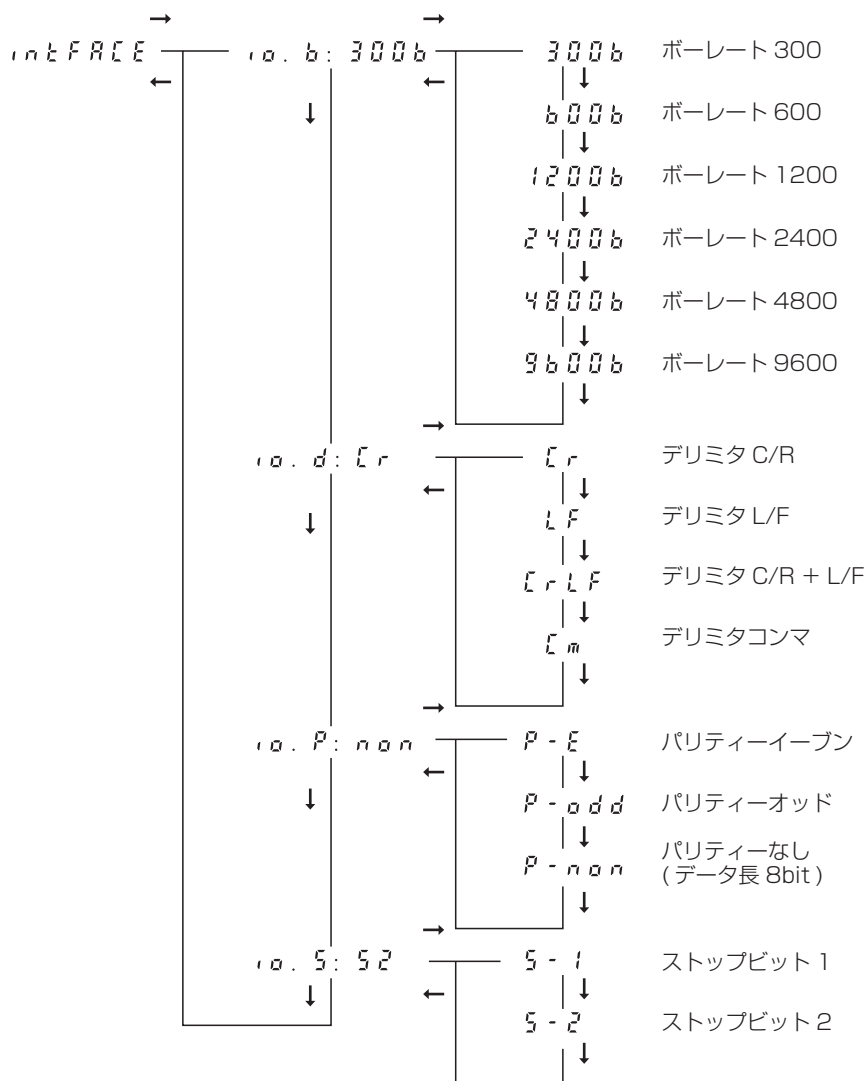 intFACE io. b: 300b 300b ボーレート 300
600b ボーレート 600
1200b ボーレート 1200
2400b ボーレート 2400
4800b ボーレート 4800
9600b ボーレート 9600
io. d: Cr Cr デリミタ C/R
LF デリミタ L/F
CrLF デリミタ C/R + L/F
Cm デリミタコンマ
io. P: non P-E パリティーイーブン
P-odd パリティーオッド
P-non パリティーなし
( データ長 8bit )
io. S: S2 S-1 ストップビット 1
S-2 ストップビット 2